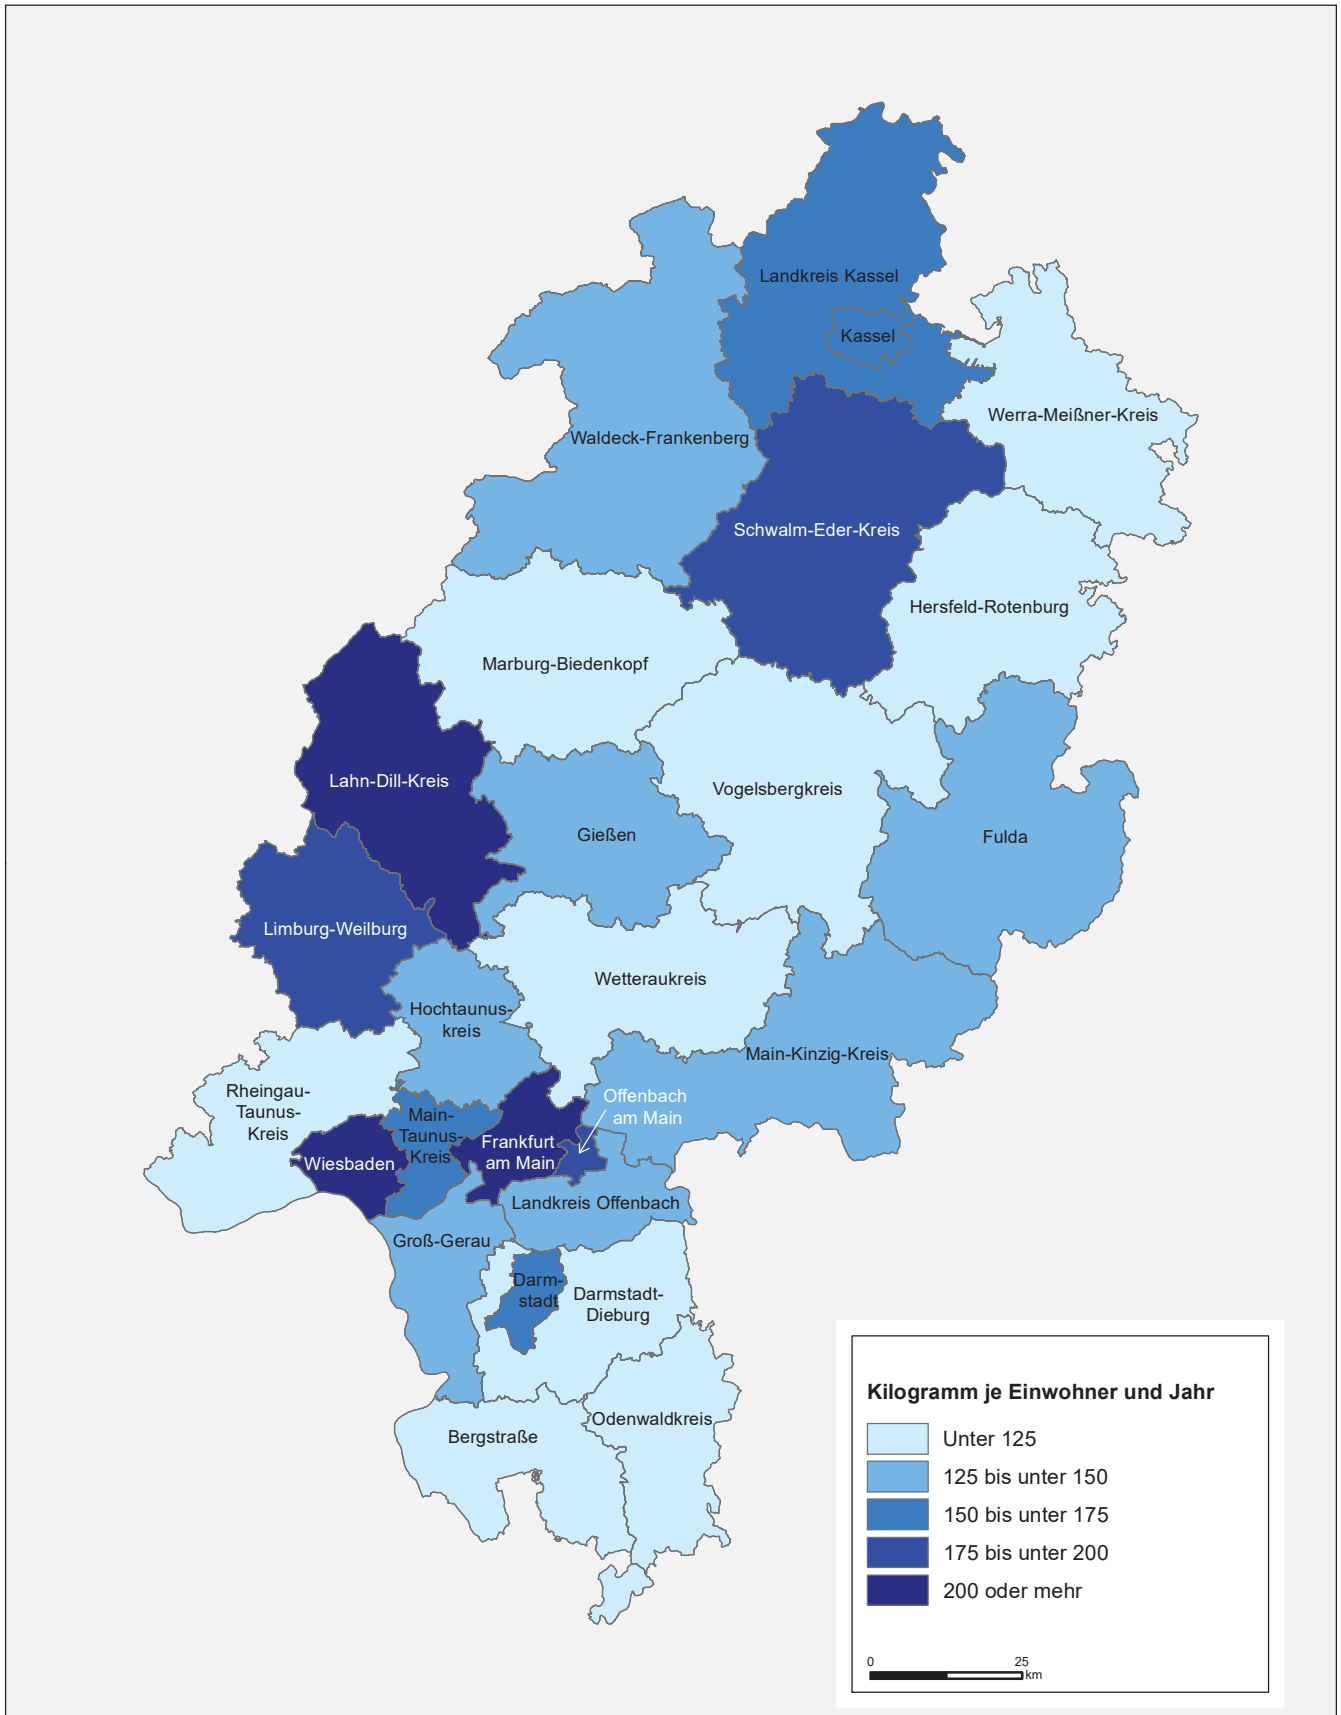 Landkreis Kassel
Kassel
Werra-Meißner-Kreis
Waldeck-Frankenberg
Schwalm-Eder-Kreis
Hersfeld-Rotenburg
Marburg-Biedenkopf
Lahn-Dill-Kreis
Vogelsbergkreis
Gießen
Fulda
Limburg-Weilburg
Wetteraukreis
Hochtaunus-
kreis
Main-Kinzig-Kreis
Rheingau-
Taunus-
Kreis
Offenbach
am Main
Main-
Taunus-
Kreis
Frankfurt
am Main
Wiesbaden
Landkreis Offenbach
Groß-Gerau
Darm-
stadt
Darmstadt-
Dieburg
Odenwaldkreis
Bergstraße
Kilogramm je Einwohner und Jahr
Unter 125
125 bis unter 150
150 bis unter 175
175 bis unter 200
200 oder mehr
0 25
km